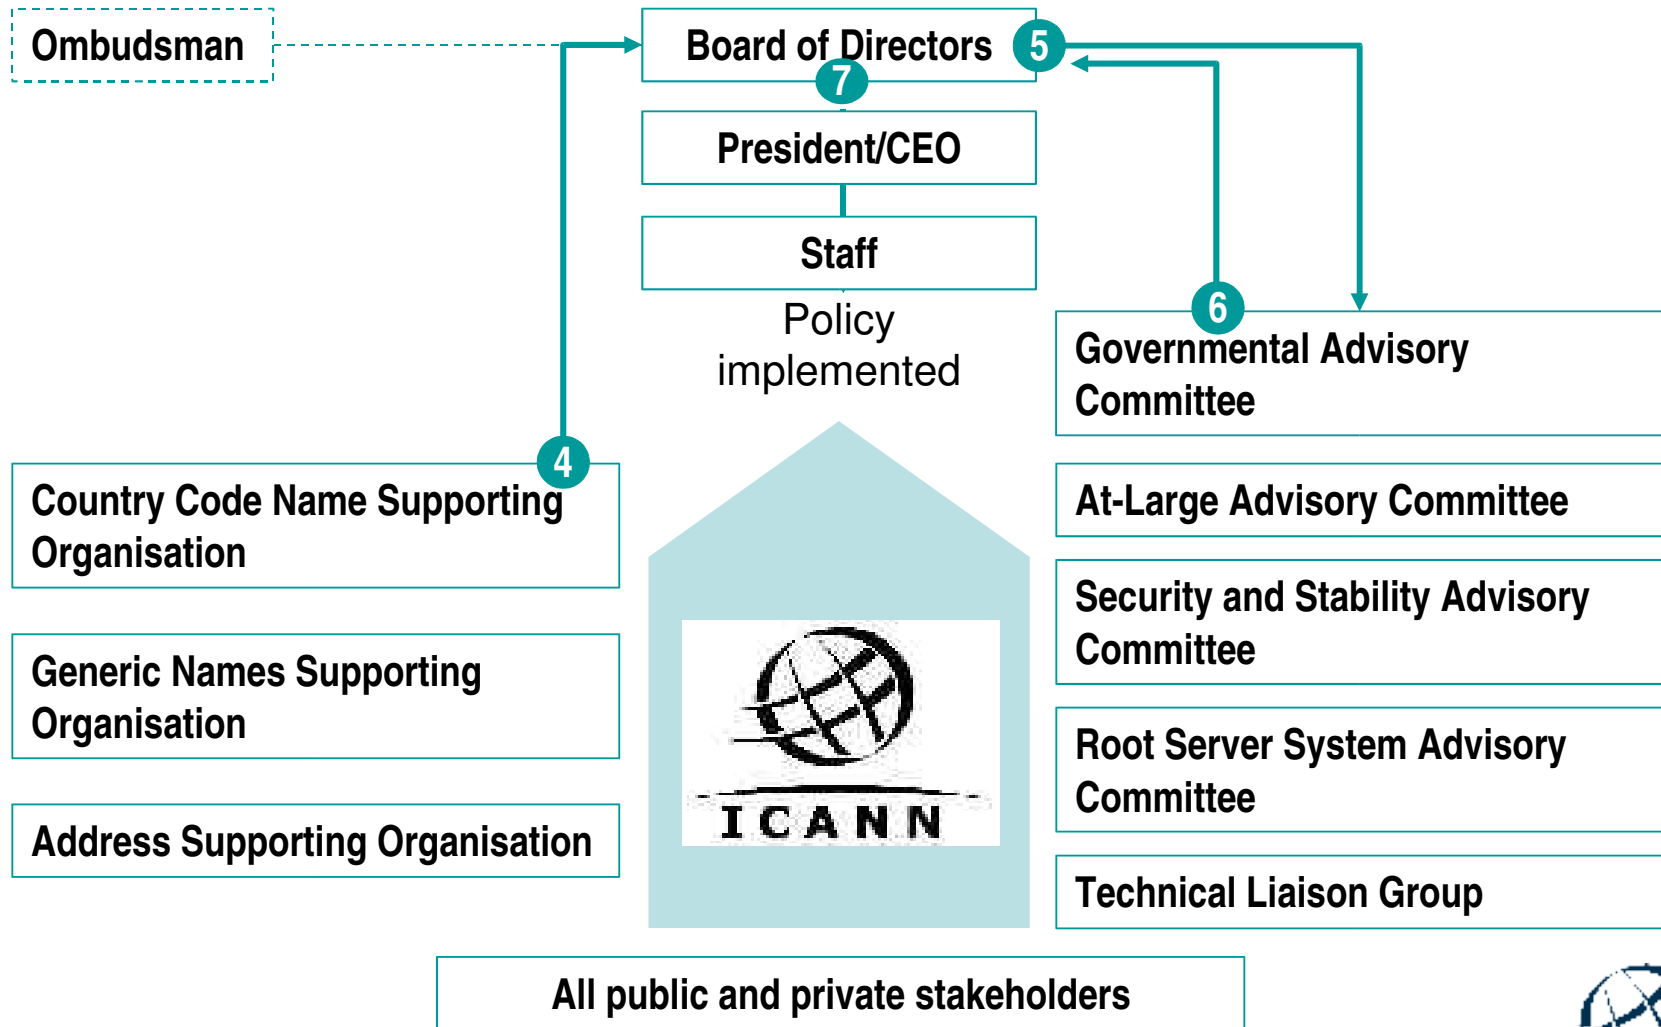 Ombudsman
Board of Directors
5
7
President/CEO
Staff
Policy
implemented
6
Governmental Advisory
Committee
4
Country Code Name Supporting
Organisation
At-Large Advisory Committee
Security and Stability Advisory
Committee
Generic Names Supporting
Organisation
Root Server System Advisory
Committee
ICANN
Address Supporting Organisation
Technical Liaison Group
All public and private stakeholders